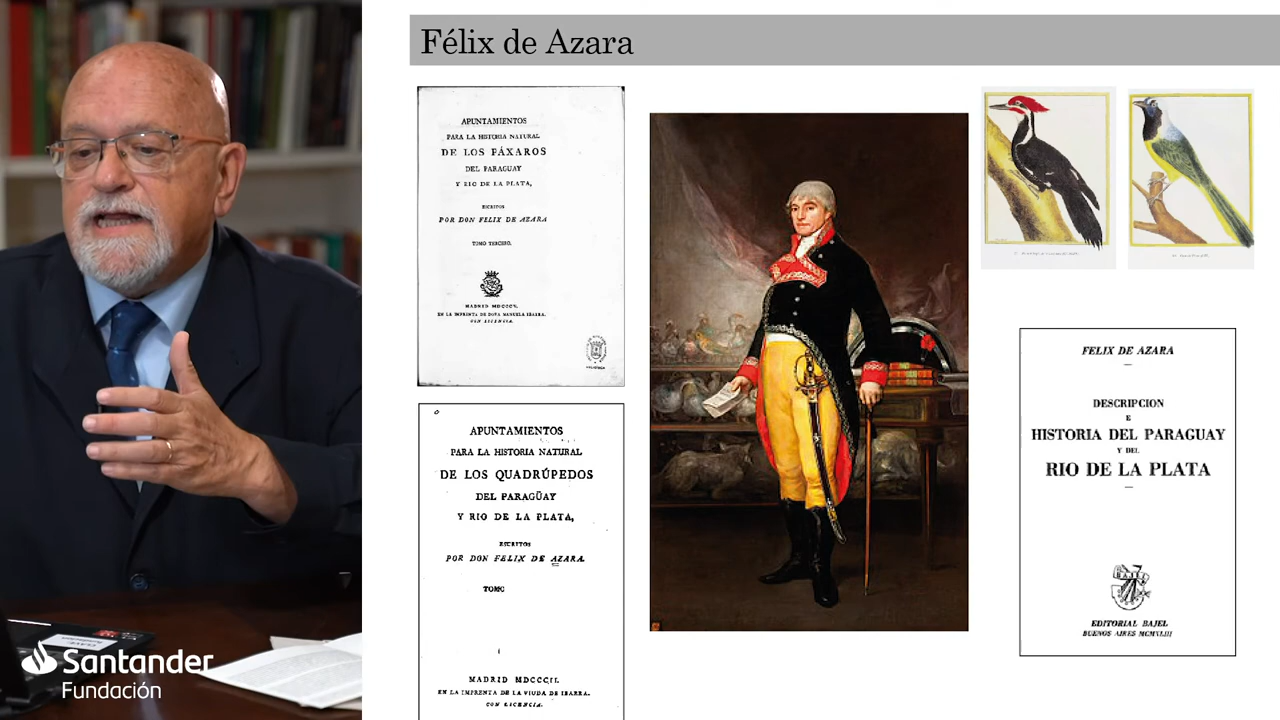 Félix de Azara
APUNTAMIENTOS
PARA LA HISTORIA NATURAL
DE LOS PÁXAROS
DEL PARAGUAY
Y RIO DE LA PLATA,
ESCRITOS
POR DON FELIX DE AZARA
TOMO TERCERO.
MADRID MDCCCV.
EN LA IMPRENTA DE DOÑA MANUELA IBARRA.
CON LICENCIA.
APUNTAMIENTOS
PARA LA HISTORIA NATURAL
DE LOS QUADRÚPEDOS
DEL PARAGÜAY
Y RIO DE LA PLATA,
ESCRITOS
POR DON FELIX DE AZARA.
TOMO
MADRID MDCCCII.
EN LA IMPRENTA DE LA VIUDA DE IBARRA.
CON LICENCIA.
FELIX DE AZARA
DESCRIPCION
E
HISTORIA DEL PARAGUAY
Y DEL
RIO DE LA PLATA
BAJEL
EDITORIAL BAJEL
BUENOS AIRES MCMXLIII
Santander
Fundación